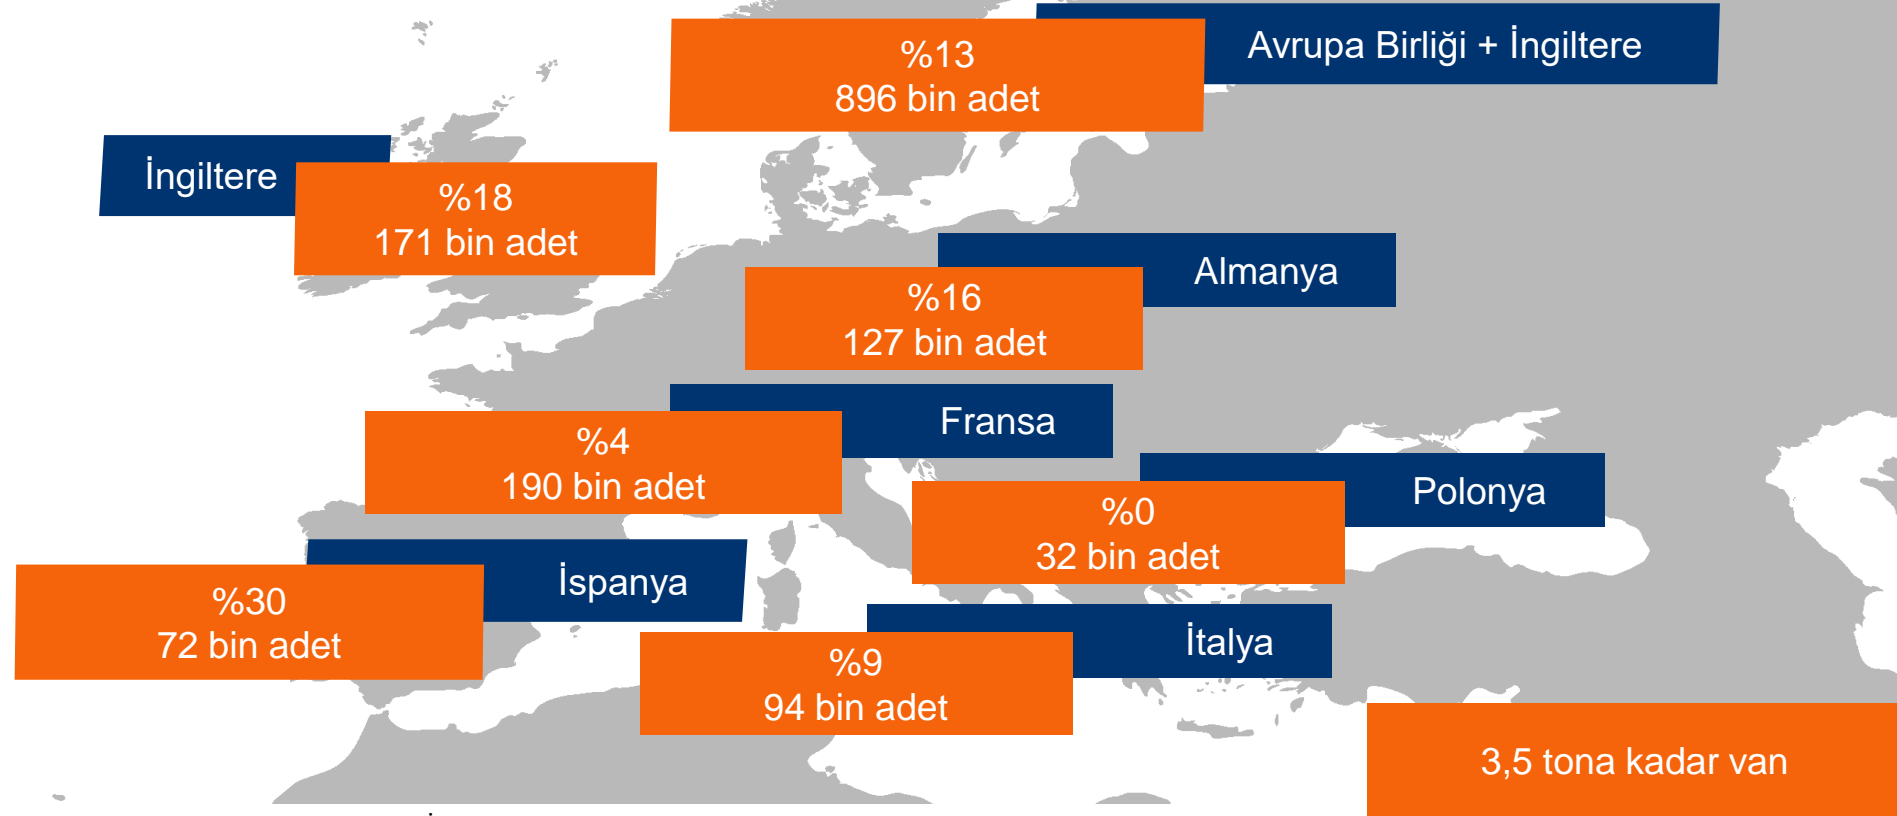 Avrupa Birliği + İngiltere
%13
896 bin adet
İngiltere
%18
171 bin adet
Almanya
%16
127 bin adet
Fransa
%4
190 bin adet
Polonya
%0
32 bin adet
İspanya
%30
72 bin adet
İtalya
%9
94 bin adet
3,5 tona kadar van